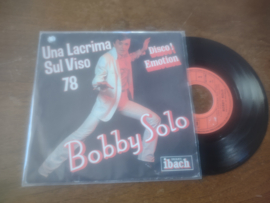 Una Lacrima
Sul Viso
78
Disco!
Emotion
Bobby Solo
ibach